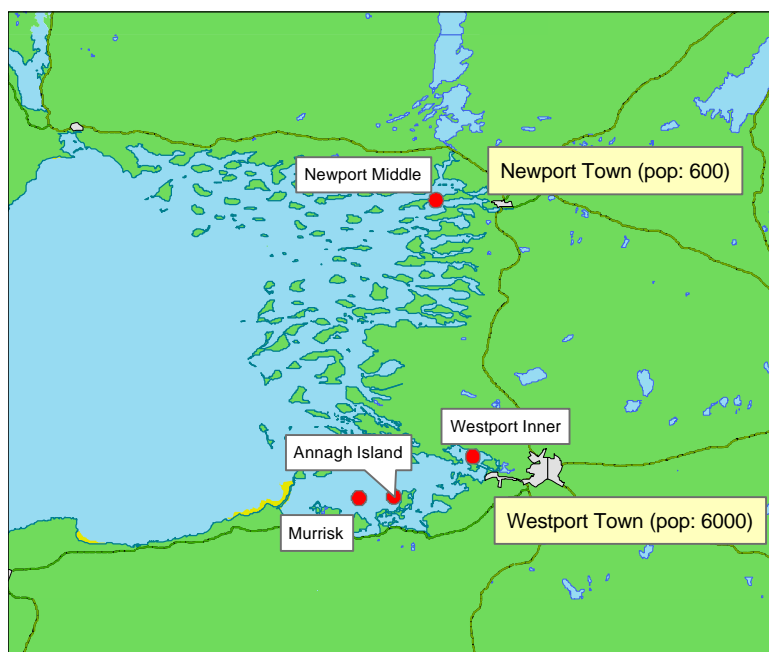 Newport Middle
Newport Town (pop: 600)
Westport Inner
Annagh Island
Murrisk
Westport Town (pop: 6000)